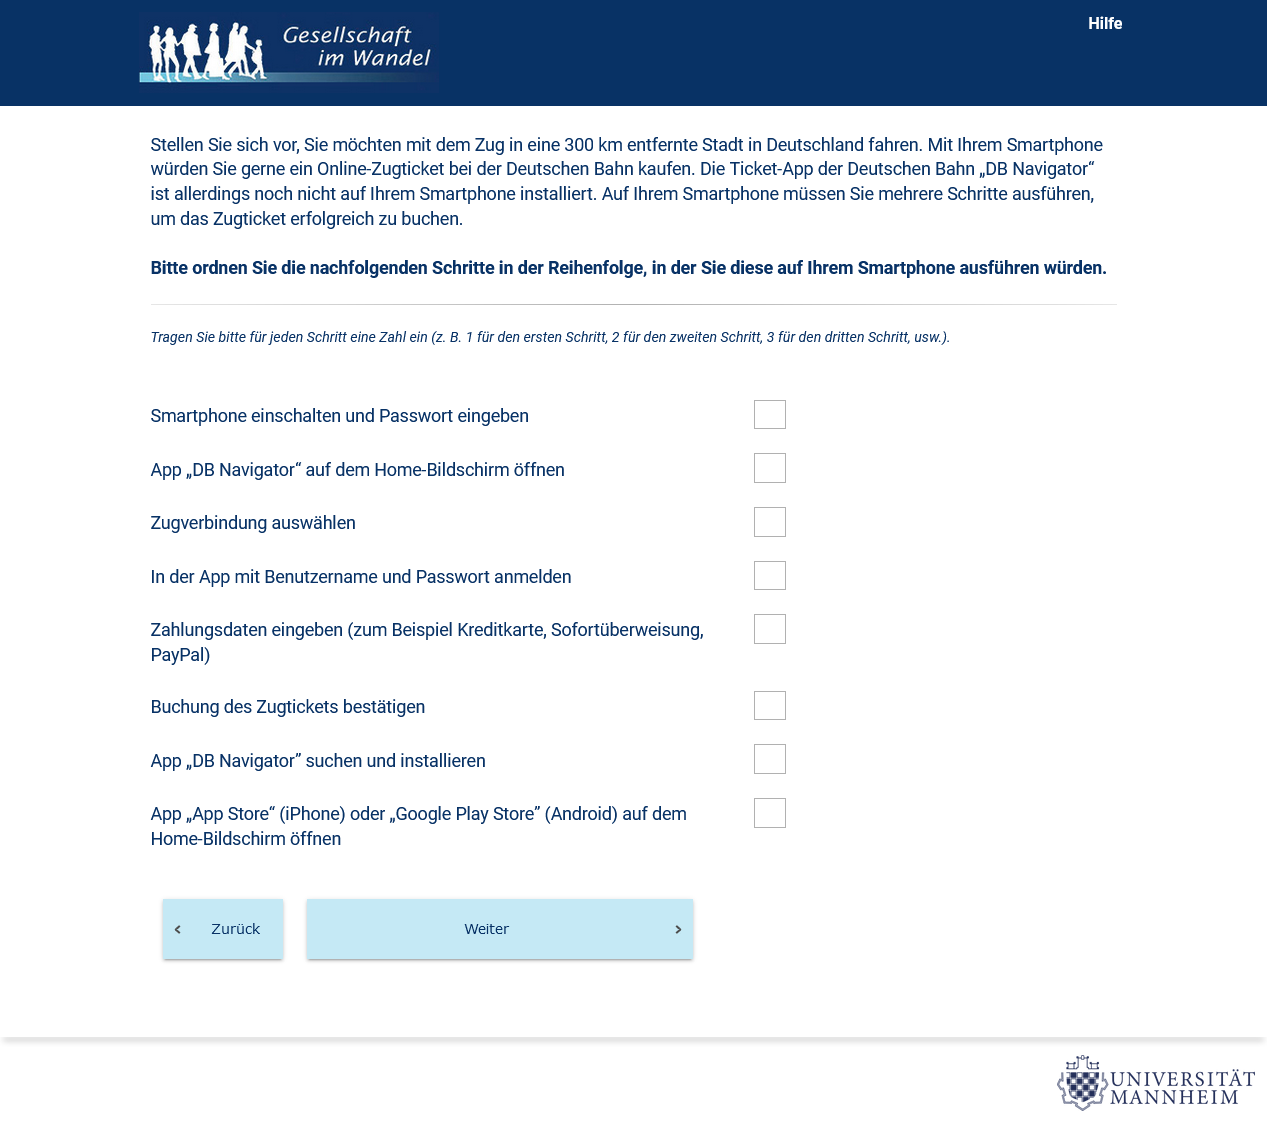 Gesellschaft
im Wandel
Hilfe
Stellen Sie sich vor, Sie möchten mit dem Zug in eine 300 km entfernte Stadt in Deutschland fahren. Mit Ihrem Smartphone
würden Sie gerne ein Online-Zugticket bei der Deutschen Bahn kaufen. Die Ticket-App der Deutschen Bahn „DB Navigator“
ist allerdings noch nicht auf Ihrem Smartphone installiert. Auf Ihrem Smartphone müssen Sie mehrere Schritte ausführen,
um das Zugticket erfolgreich zu buchen.
Bitte ordnen Sie die nachfolgenden Schritte in der Reihenfolge, in der Sie diese auf Ihrem Smartphone ausführen würden.
Tragen Sie bitte für jeden Schritt eine Zahl ein (z. B. 1 für den ersten Schritt, 2 für den zweiten Schritt, 3 für den dritten Schritt, usw.).
Smartphone einschalten und Passwort eingeben
App „DB Navigator“ auf dem Home-Bildschirm öffnen
Zugverbindung auswählen
In der App mit Benutzername und Passwort anmelden
Zahlungsdaten eingeben (zum Beispiel Kreditkarte, Sofortüberweisung,
PayPal)
Buchung des Zugtickets bestätigen
App „DB Navigator” suchen und installieren
App „App Store“ (iPhone) oder „Google Play Store” (Android) auf dem
Home-Bildschirm öffnen
Zurück
Weiter
UNIVERSITÄT
MANNHEIM